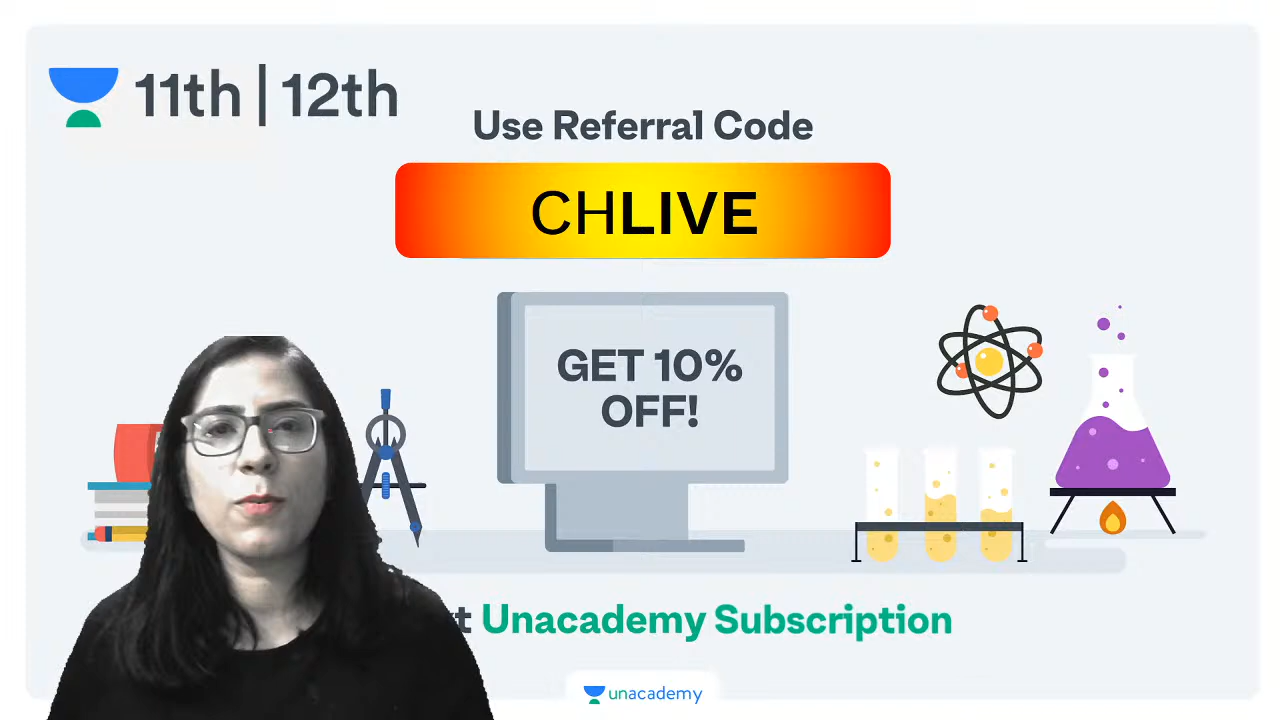 11th | 12th
Use Referral Code
CHLIVE
GET 10%
OFF!
Unacademy Subscription
unacademy